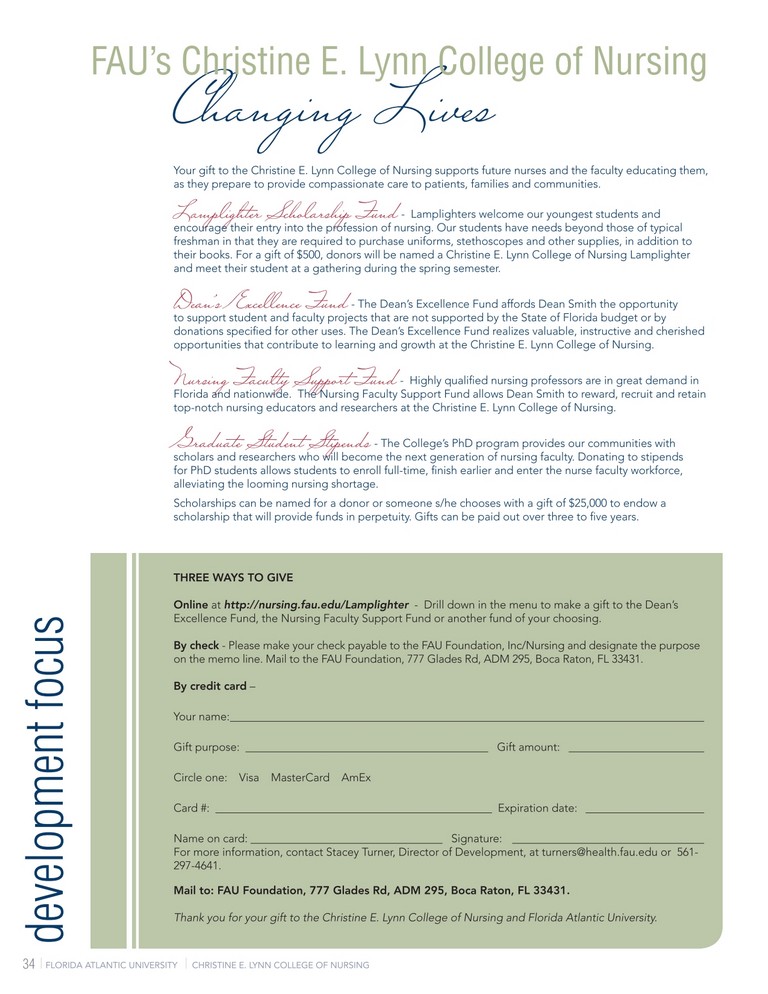 FAU's Christine E. Lynn College of Nursing
Changing Lives
Your gift to the Christine E. Lynn College of Nursing supports future nurses and the faculty educating them,
as they prepare to provide compassionate care to patients, families and communities.
Lamplighter Scholarship Fund - Lamplighters welcome our youngest students and
encourage their entry into the profession of nursing. Our students have needs beyond those of typical
freshman in that they are required to purchase uniforms, stethoscopes and other supplies, in addition to
their books. For a gift of $500, donors will be named a Christine E. Lynn College of Nursing Lamplighter
and meet their student at a gathering during the spring semester.
Dean's Excellence Fund - The Dean's Excellence Fund affords Dean Smith the opportunity
to support student and faculty projects that are not supported by the State of Florida budget or by
donations specified for other uses. The Dean's Excellence Fund realizes valuable, instructive and cherished
opportunities that contribute to learning and growth at the Christine E. Lynn College of Nursing.
Nursing Faculty Support Fund - Highly qualified nursing professors are in great demand in
Florida and nationwide. The Nursing Faculty Support Fund allows Dean Smith to reward, recruit and retain
top-notch nursing educators and researchers at the Christine E. Lynn College of Nursing.
Graduate Student Stipends - The College's PhD program provides our communities with
scholars and researchers who will become the next generation of nursing faculty. Donating to stipends
for PhD students allows students to enroll full-time, finish earlier and enter the nurse faculty workforce,
alleviating the looming nursing shortage.
Scholarships can be named for a donor or someone s/he chooses with a gift of $25,000 to endow a
scholarship that will provide funds in perpetuity. Gifts can be paid out over three to five years.
THREE WAYS TO GIVE
Online at http://nursing.fau.edu/Lamplighter - Drill down in the menu to make a gift to the Dean's
Excellence Fund, the Nursing Faculty Support Fund or another fund of your choosing.
By check - Please make your check payable to the FAU Foundation, Inc/Nursing and designate the purpose
on the memo line. Mail to the FAU Foundation, 777 Glades Rd, ADM 295, Boca Raton, FL 33431.
By credit card –
Your name:
Gift purpose: Gift amount:
Circle one: Visa MasterCard AmEx
Card #: Expiration date:
Name on card: Signature:
For more information, contact Stacey Turner, Director of Development, at turners@health.fau.edu or 561-
297-4641.
Mail to: FAU Foundation, 777 Glades Rd, ADM 295, Boca Raton, FL 33431.
Thank you for your gift to the Christine E. Lynn College of Nursing and Florida Atlantic University.
development focus
34 FLORIDA ATLANTIC UNIVERSITY CHRISTINE E. LYNN COLLEGE OF NURSING